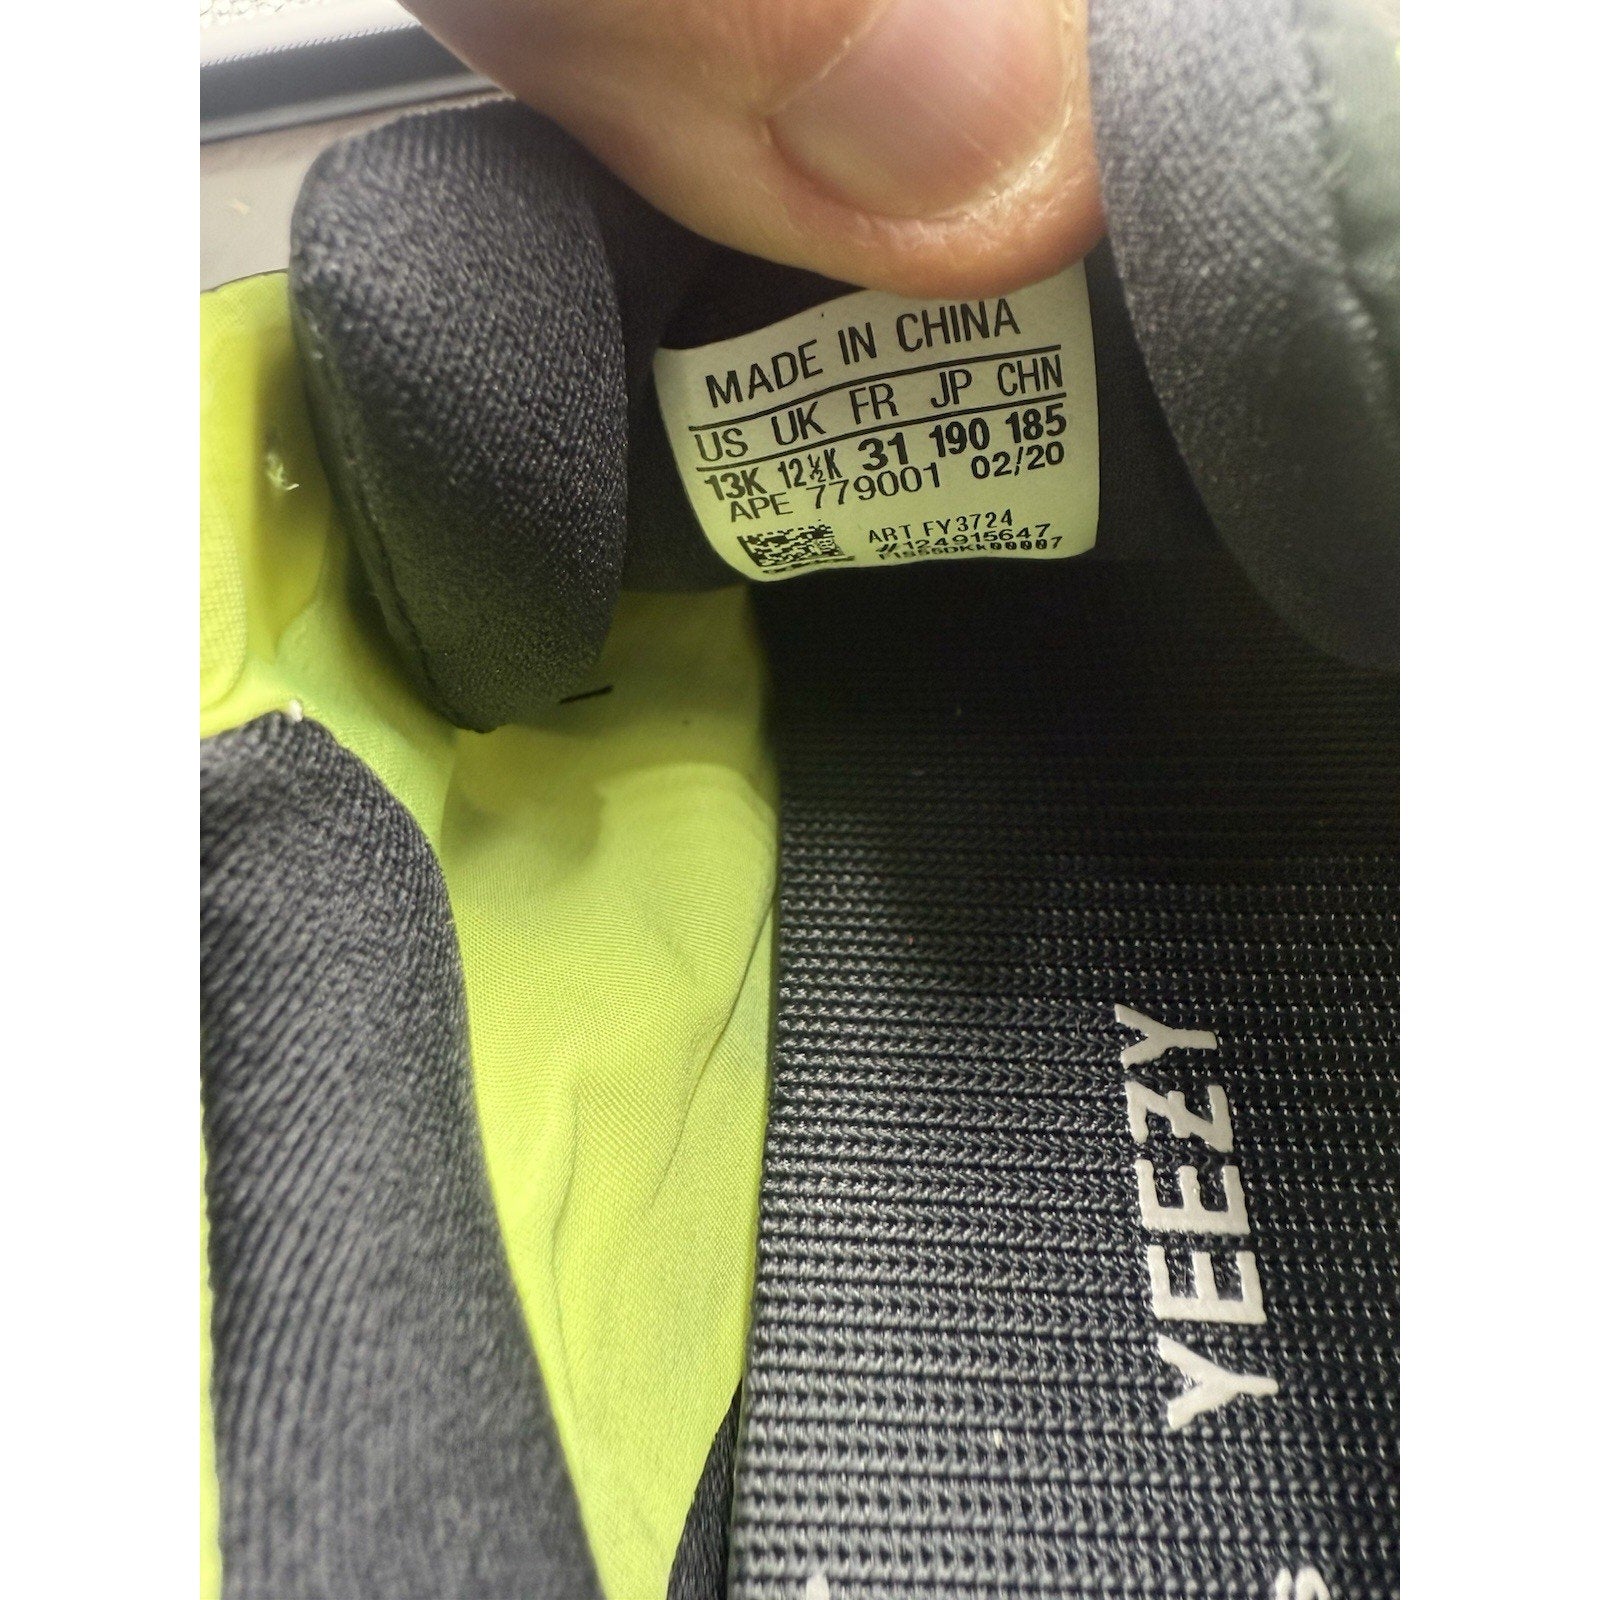 MADE IN CHINA
US UK FR JP CHN
13K 12½K 31 190 185
APE 779001 02/20
ART FY3724
#124915647
adidas
YEEZY